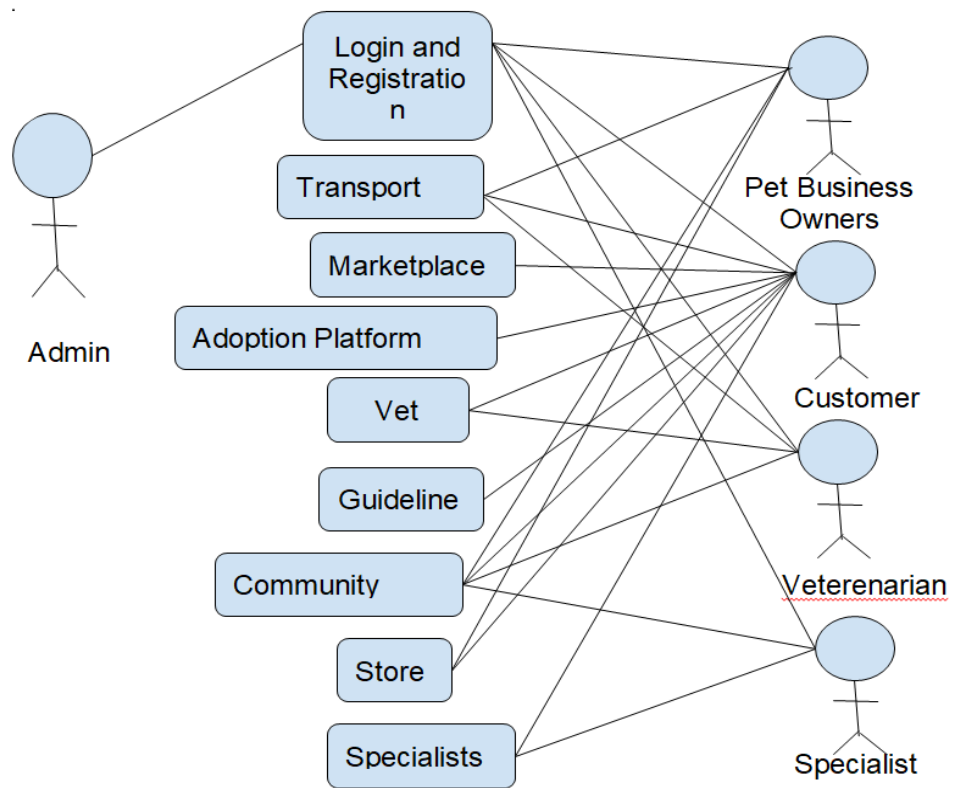 Login and
Registratio
n
Transport
Marketplace
Adoption Platform
Vet
Guideline
Community
Store
Specialists
Admin
Pet Business
Owners
Customer
Veterenarian
Specialist